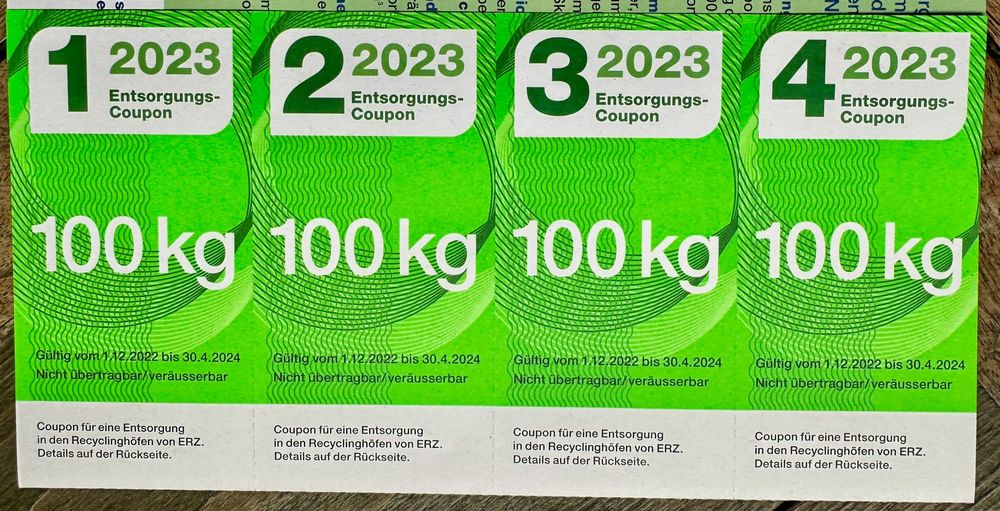 1 2023
Entsorgungs-
Coupon
100 kg
Gültig vom 1.12.2022 bis 30.4.2024
Nicht übertragbar/veräusserbar
Coupon für eine Entsorgung
in den Recyclinghöfen von ERZ.
Details auf der Rückseite.
2 2023
Entsorgungs-
Coupon
100 kg
Gültig vom 1.12.2022 bis 30.4.2024
Nicht übertragbar/veräusserbar
Coupon für eine Entsorgung
in den Recyclinghöfen von ERZ.
Details auf der Rückseite.
3 2023
Entsorgungs-
Coupon
100 kg
Gültig vom 1.12.2022 bis 30.4.2024
Nicht übertragbar/veräusserbar
Coupon für eine Entsorgung
in den Recyclinghöfen von ERZ.
Details auf der Rückseite.
4 2023
Entsorgungs-
Coupon
100 kg
Gültig vom 1.12.2022 bis 30.4.2024
Nicht übertragbar/veräusserbar
Coupon für eine Entsorgung
in den Recyclinghöfen von ERZ.
Details auf der Rückseite.